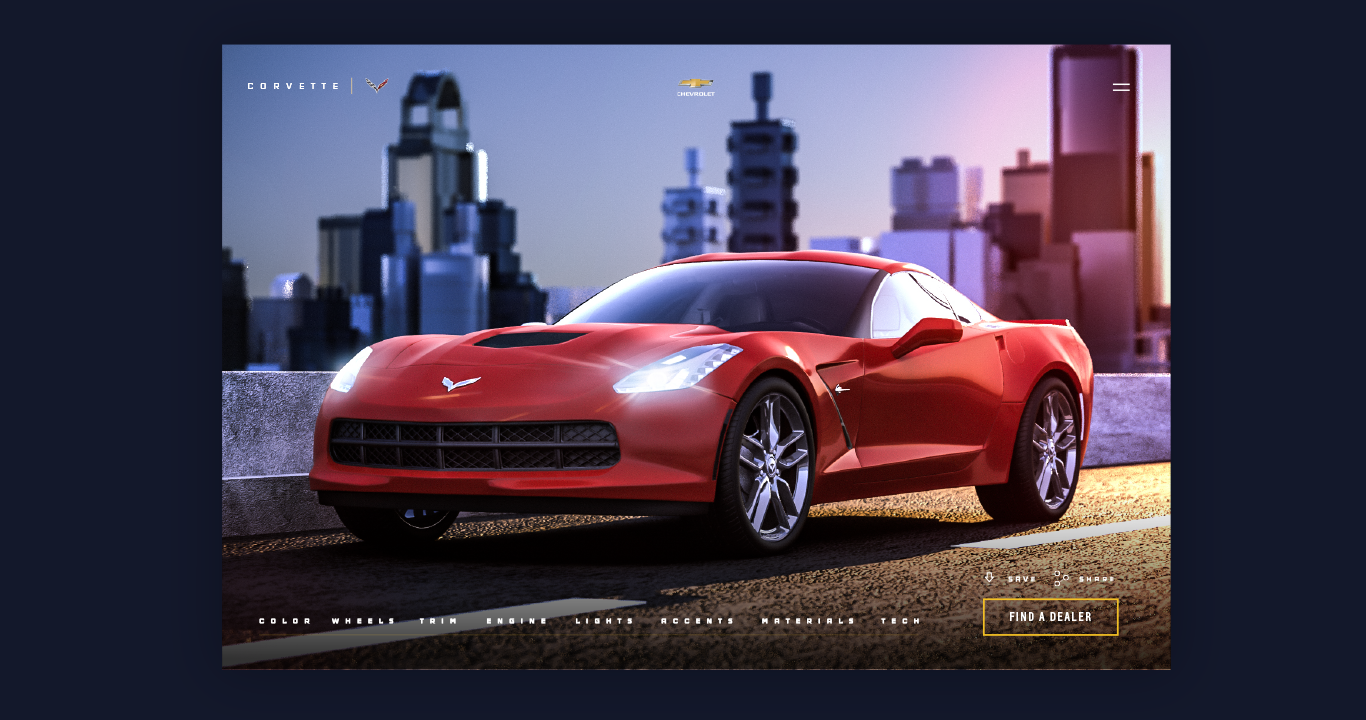 CORVETTE
CHEVROLET
SAVE SHARE
COLOR WHEELS TRIM ENGINE LIGHTS ACCENTS MATERIALS TECH
FIND A DEALER